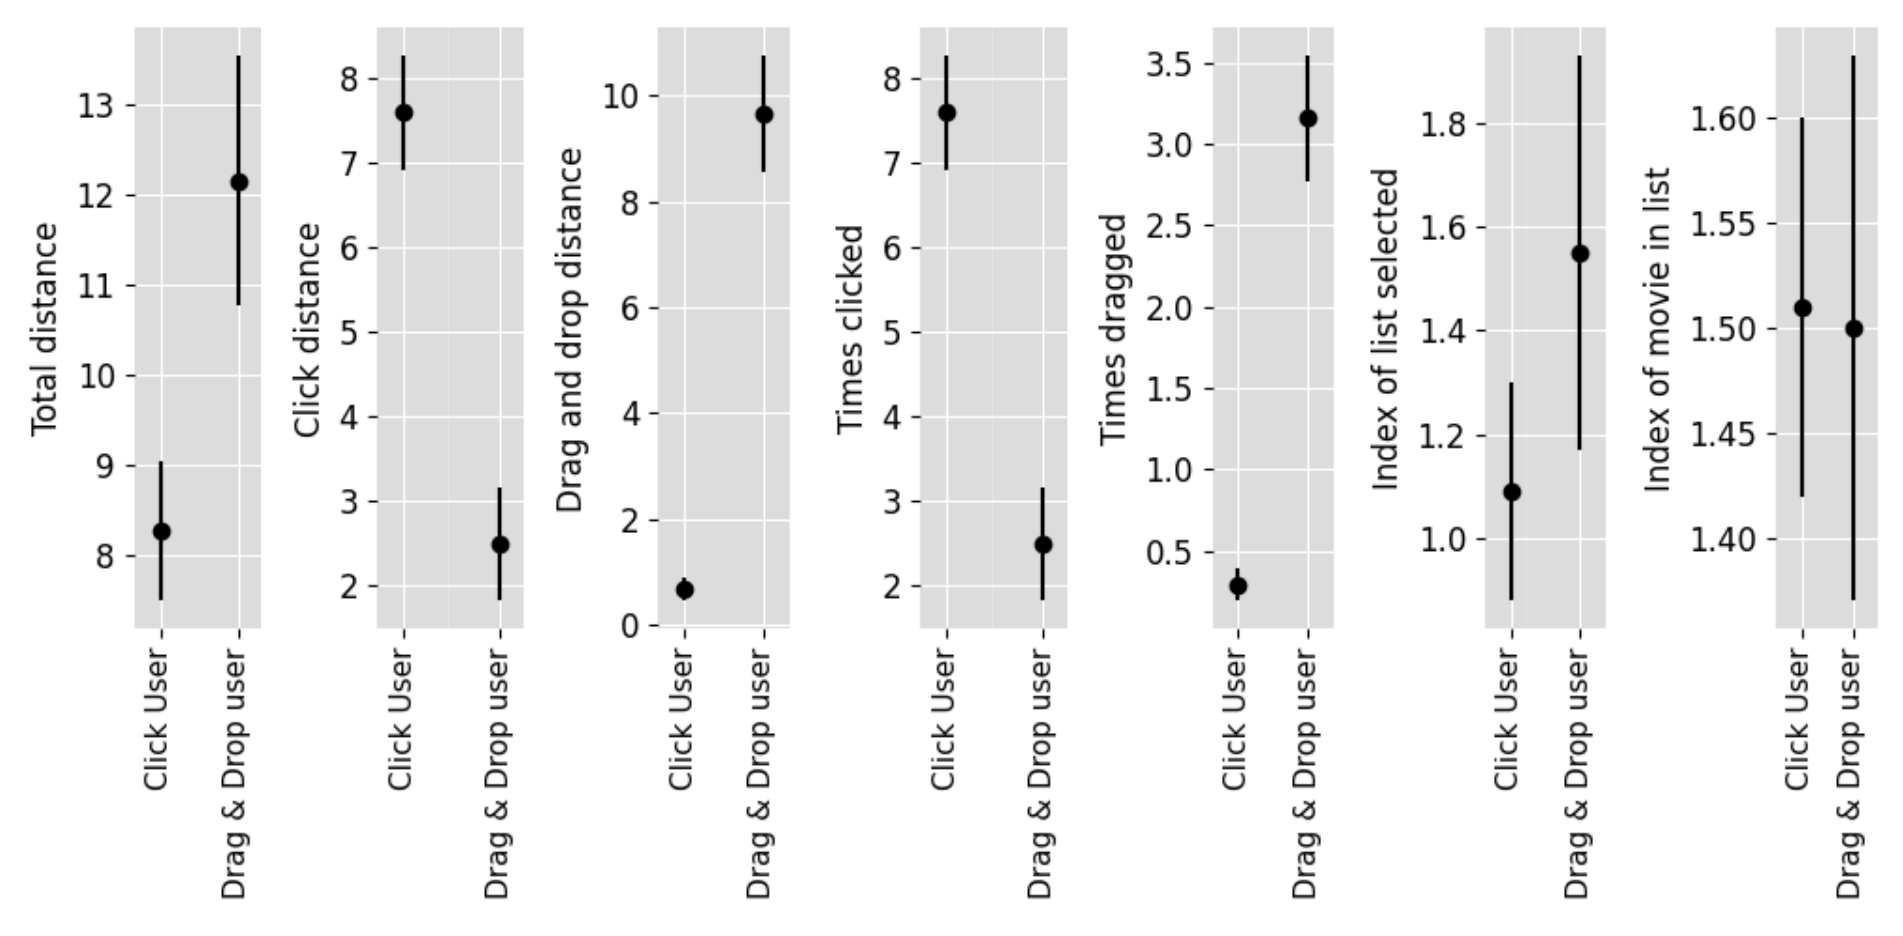 Total distance
13
12
11
10
9
8
Click User
Drag & Drop user
Click distance
8
7
6
5
4
3
2
Click User
Drag & Drop user
Drag and drop distance
10
8
6
4
2
0
Click User
Drag & Drop user
Times clicked
8
7
6
5
4
3
2
Click User
Drag & Drop user
Times dragged
3.5
3.0
2.5
2.0
1.5
1.0
0.5
Click User
Drag & Drop user
Index of list selected
1.8
1.6
1.4
1.2
1.0
Click User
Drag & Drop user
Index of movie in list
1.60
1.55
1.50
1.45
1.40
Click User
Drag & Drop user